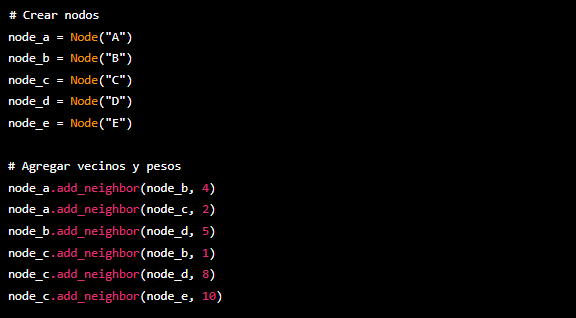 # Crear nodos
node_a = Node("A")
node_b = Node("B")
node_c = Node("C")
node_d = Node("D")
node_e = Node("E")
# Agregar vecinos y pesos
node_a.add_neighbor(node_b, 4)
node_a.add_neighbor(node_c, 2)
node_b.add_neighbor(node_d, 5)
node_c.add_neighbor(node_b, 1)
node_c.add_neighbor(node_d, 8)
node_c.add_neighbor(node_e, 10)